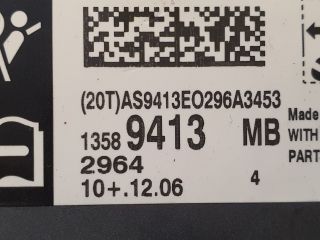 (20T)AS9413EO296A3453
1358 9413 MB
2964
10+.12.06 4
Made
WITH
PART